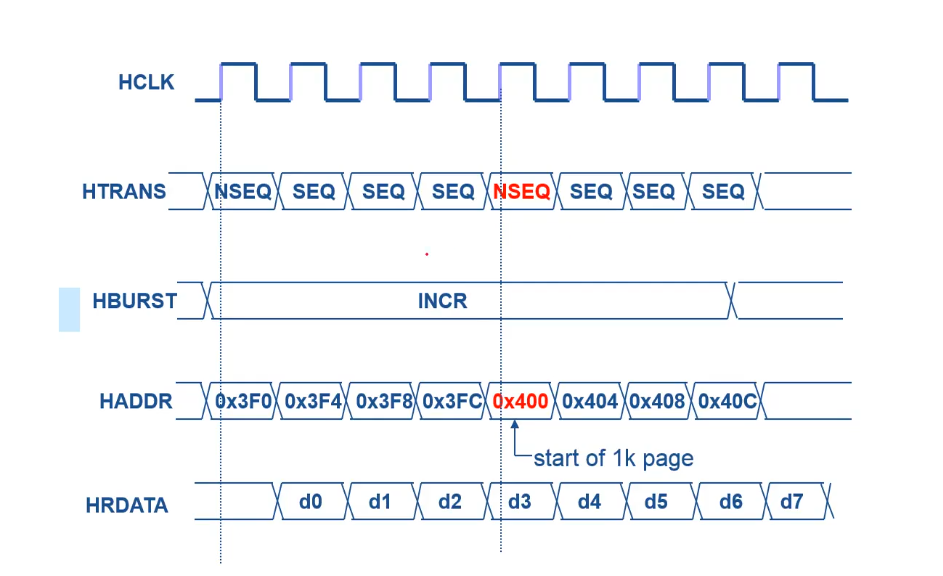 HCLK
HTRANS NSEQ SEQ SEQ SEQ NSEQ SEQ SEQ SEQ
HBURST INCR
HADDR 0x3F0 0x3F4 0x3F8 0x3FC 0x400 0x404 0x408 0x40C
start of 1k page
HRDATA d0 d1 d2 d3 d4 d5 d6 d7